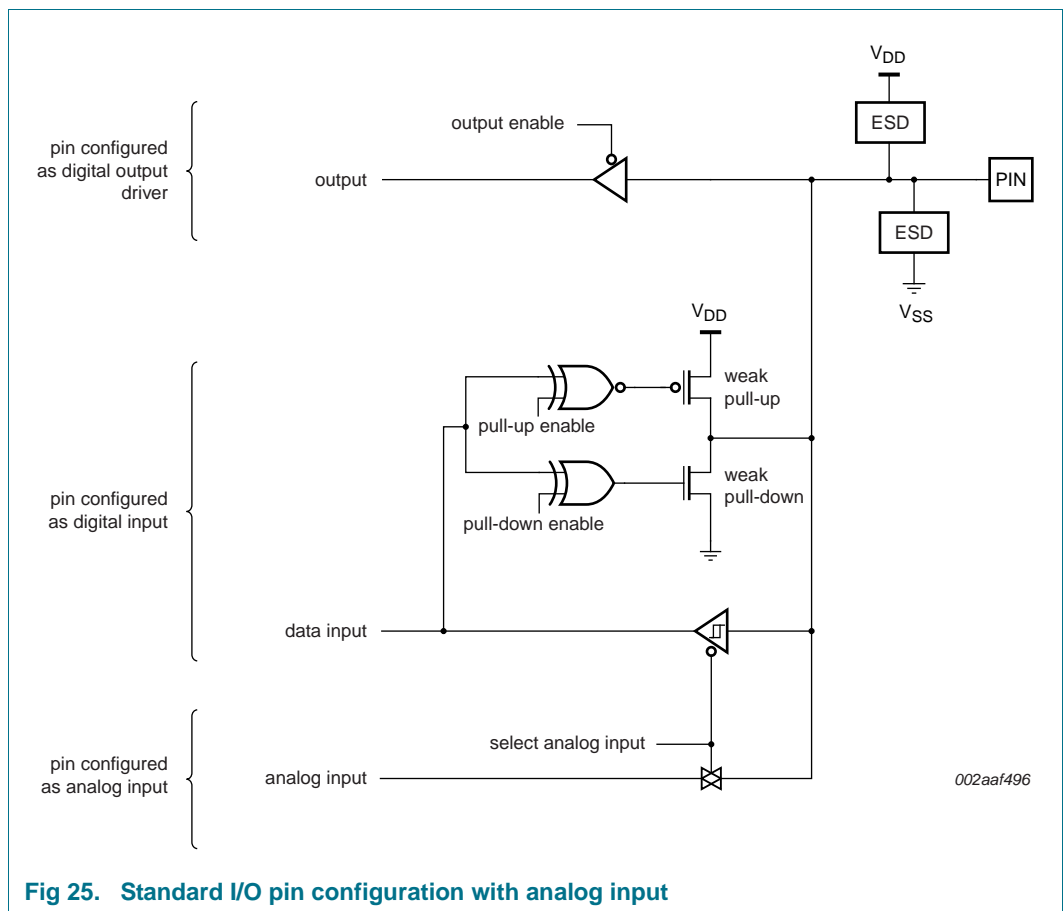 VDD
ESD
output enable
pin configured
as digital output
driver
output
PIN
ESD
VSS
VDD
weak
pull-up
pull-up enable
pin configured
as digital input
weak
pull-down
pull-down enable
data input
select analog input
pin configured
as analog input
analog input
002aaf496
Fig 25. Standard I/O pin configuration with analog input